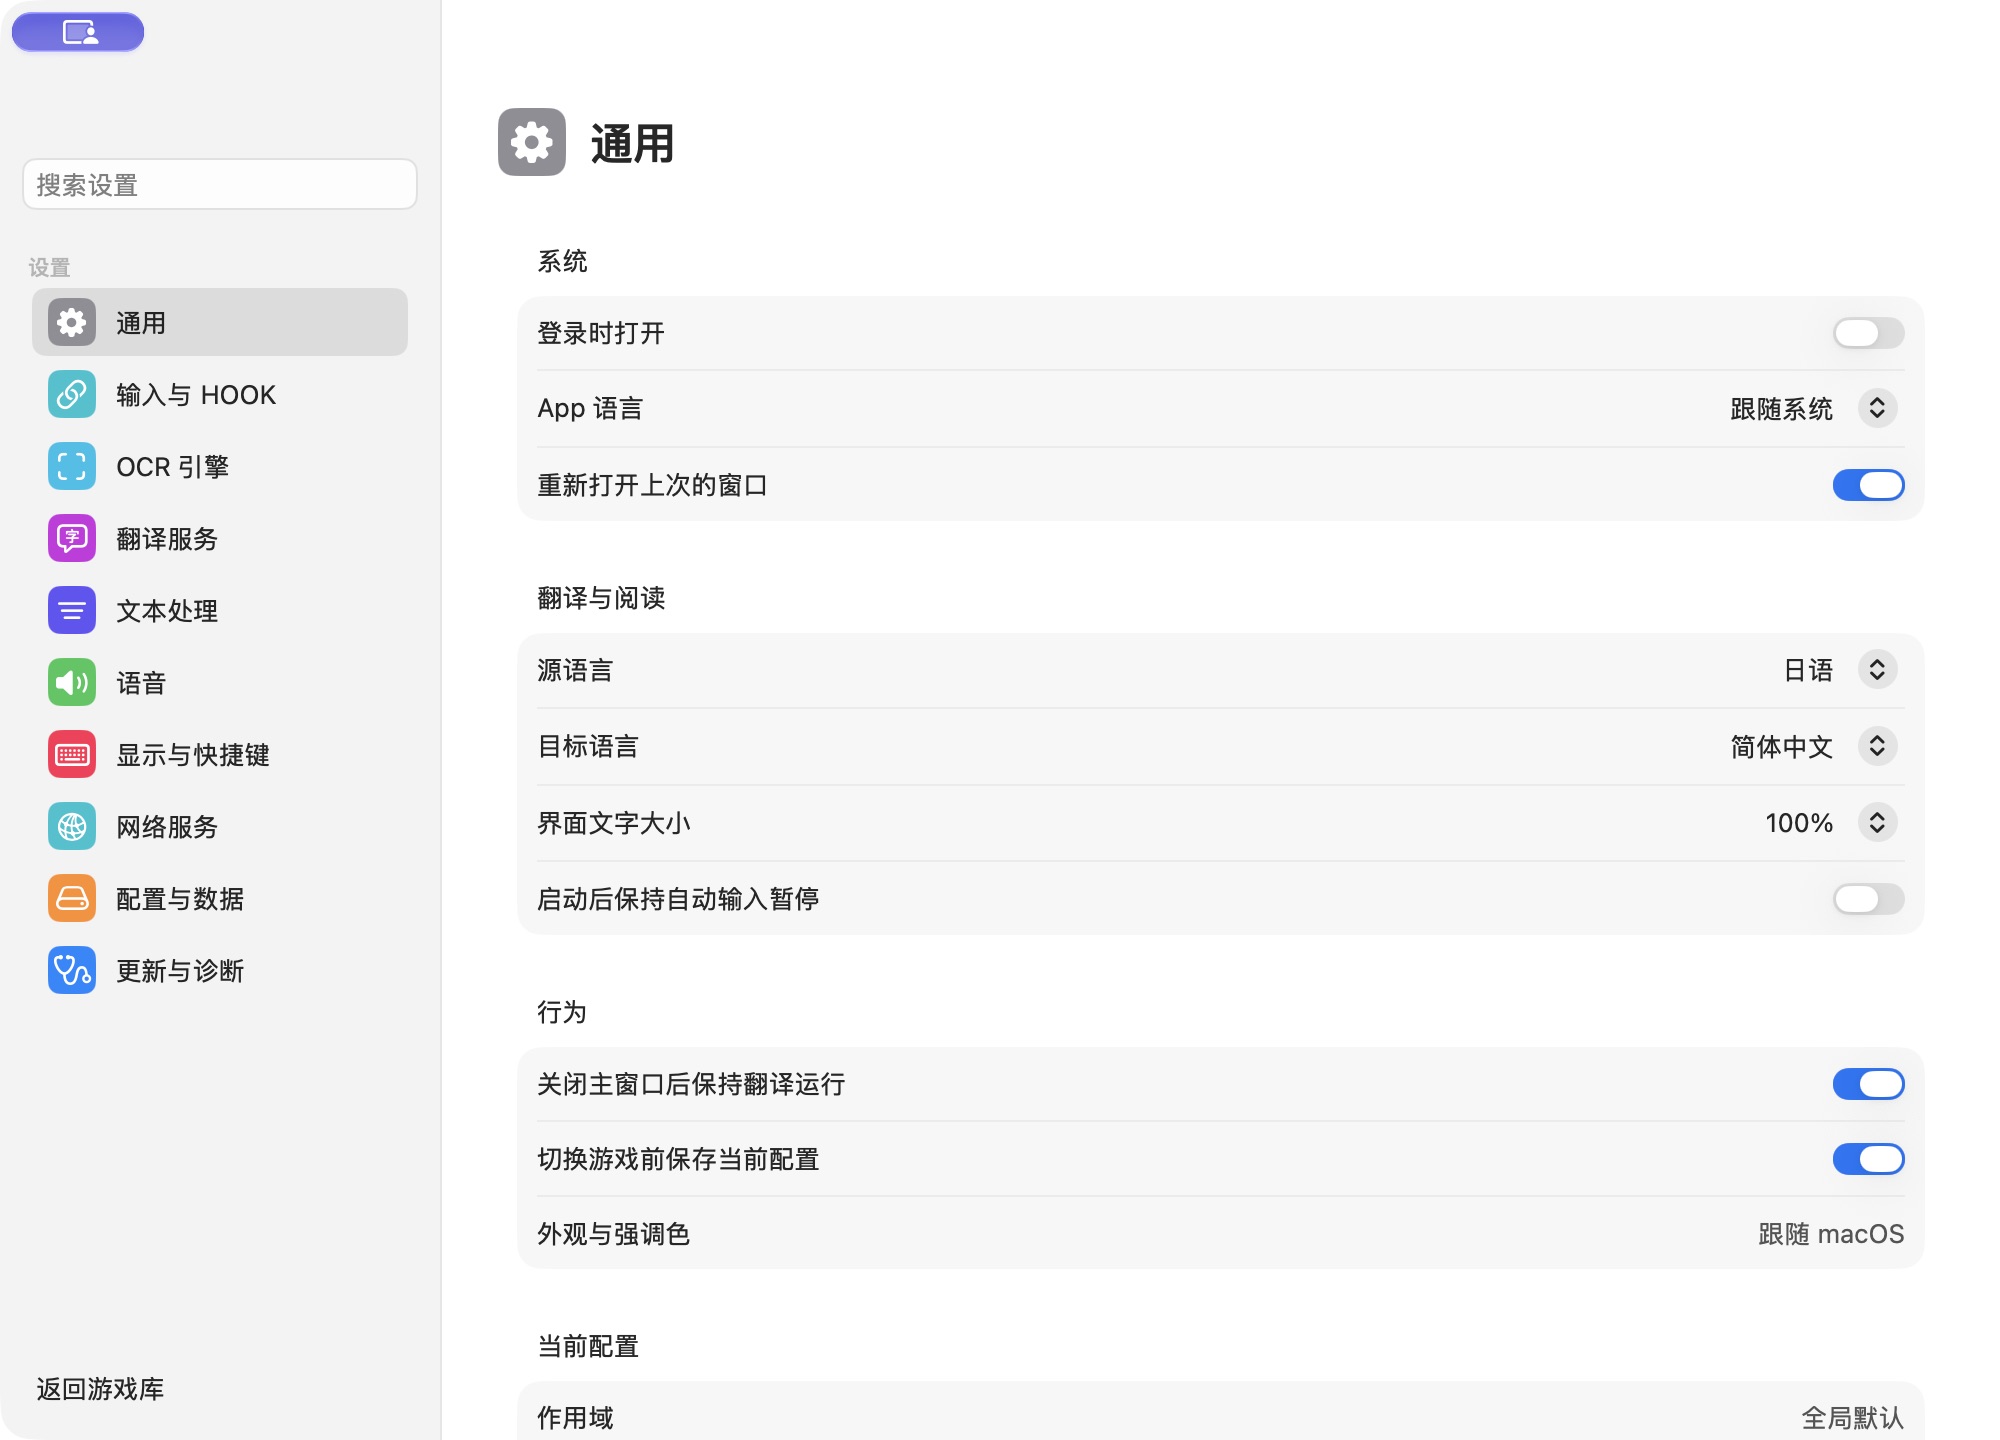 搜索设置
设置
通用
输入与 HOOK
OCR 引擎
翻译服务
文本处理
语音
显示与快捷键
网络服务
配置与数据
更新与诊断
返回游戏库
通用
系统
登录时打开
App 语言 跟随系统
重新打开上次的窗口
翻译与阅读
源语言 日语
目标语言 简体中文
界面文字大小 100%
启动后保持自动输入暂停
行为
关闭主窗口后保持翻译运行
切换游戏前保存当前配置
外观与强调色 跟随 macOS
当前配置
作用域 全局默认